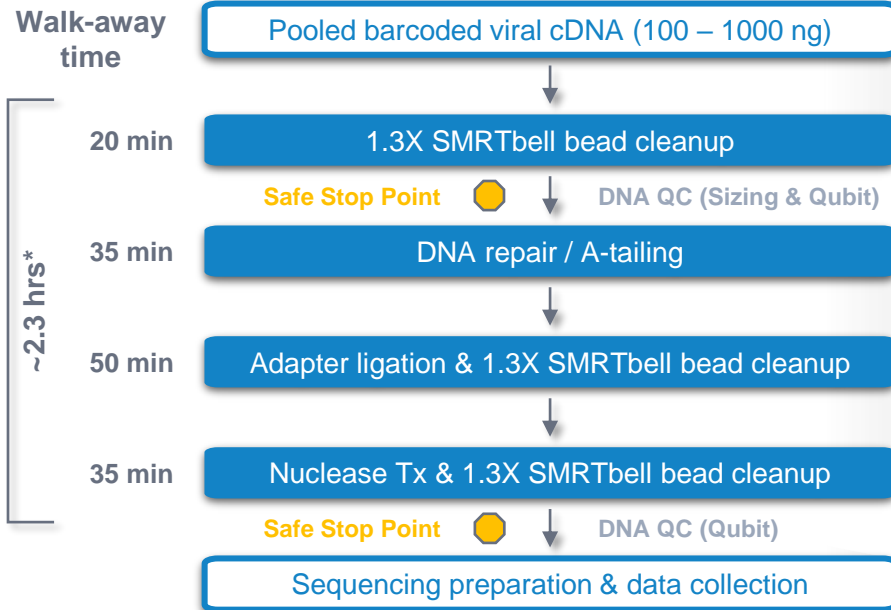 Walk-away
time
Pooled barcoded viral cDNA (100 – 1000 ng)
~2.3 hrs*
20 min
1.3X SMRTbell bead cleanup
Safe Stop Point
DNA QC (Sizing & Qubit)
35 min
DNA repair / A-tailing
50 min
Adapter ligation & 1.3X SMRTbell bead cleanup
35 min
Nuclease Tx & 1.3X SMRTbell bead cleanup
Safe Stop Point
DNA QC (Qubit)
Sequencing preparation & data collection